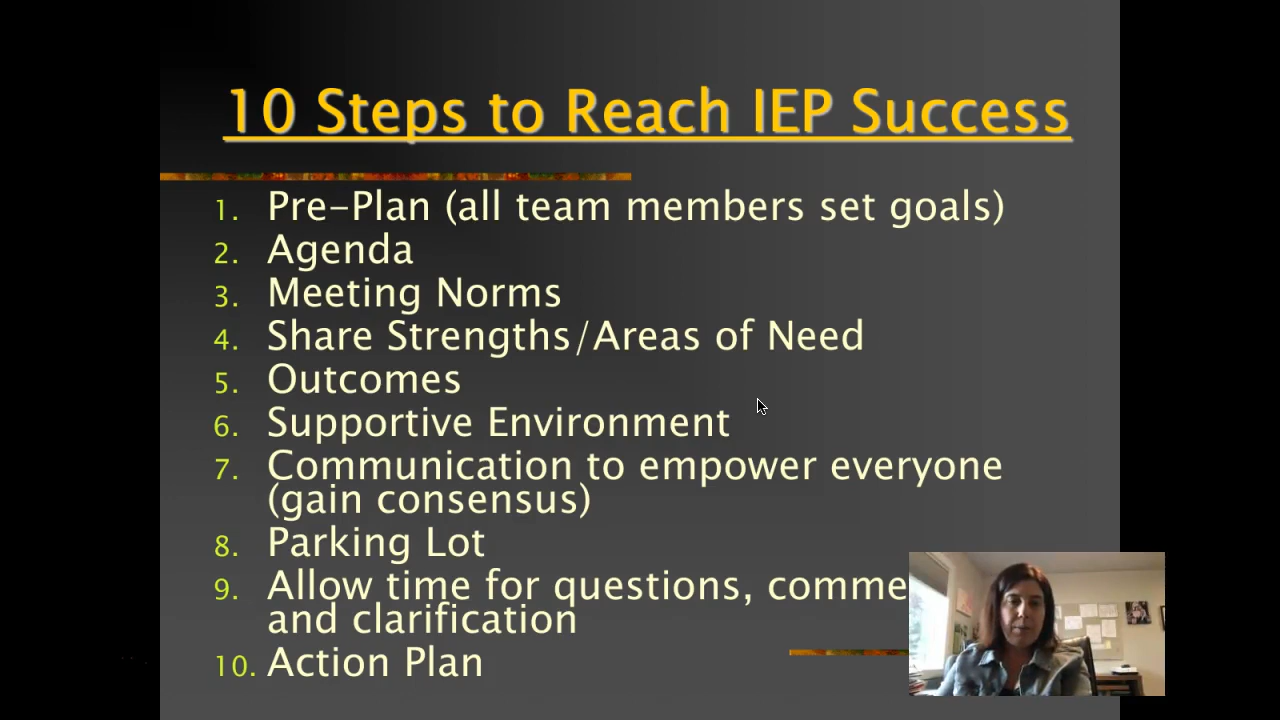 10 Steps to Reach IEP Success
1. Pre-Plan (all team members set goals)
2. Agenda
3. Meeting Norms
4. Share Strengths/Areas of Need
5. Outcomes
6. Supportive Environment
7. Communication to empower everyone
(gain consensus)
8. Parking Lot
9. Allow time for questions,
and clarification
10. Action Plan